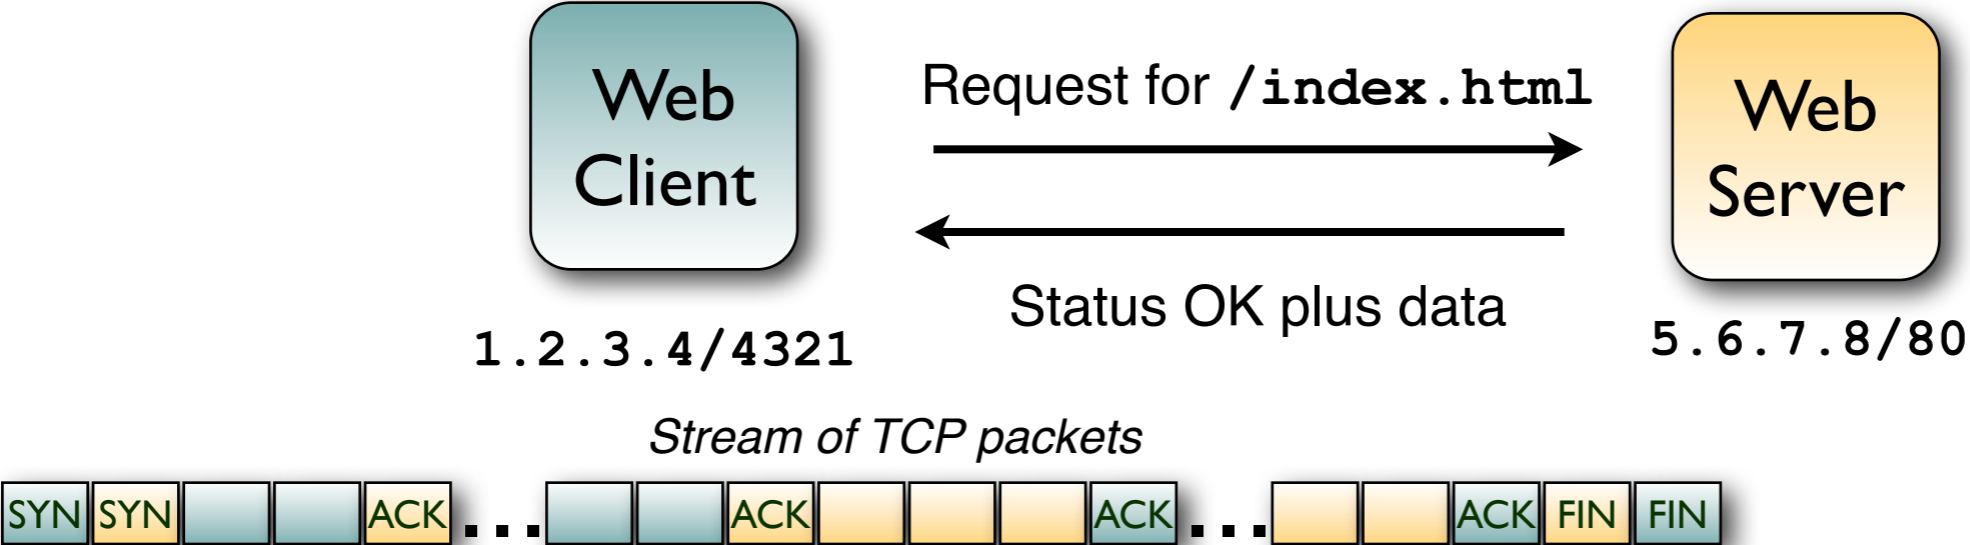 Web
Client
Request for /index.html
Web
Server
Status OK plus data
1.2.3.4/4321
5.6.7.8/80
Stream of TCP packets
SYN SYN ACK ... ACK ACK ... ACK FIN FIN